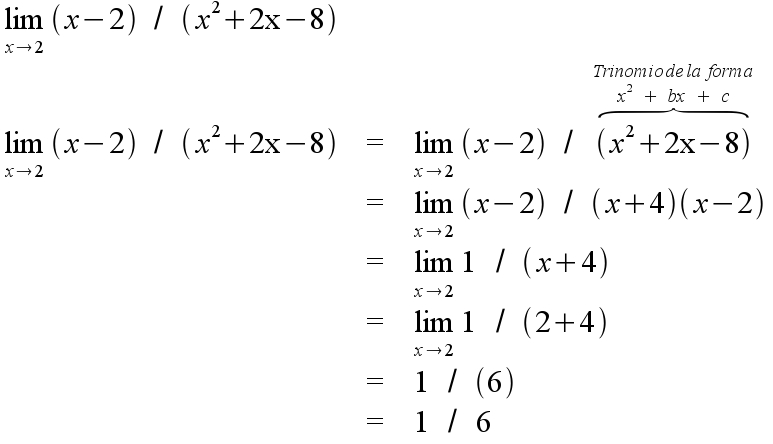 lim (x−2) / (x²+2x−8)
x→2
Trinomio de la forma
x² + bx + c
lim (x−2) / (x²+2x−8) = lim (x−2) / (x²+2x−8)
x→2 x→2
= lim (x−2) / (x+4)(x−2)
x→2
= lim 1 / (x+4)
x→2
= lim 1 / (2+4)
x→2
= 1 / (6)
= 1 / 6